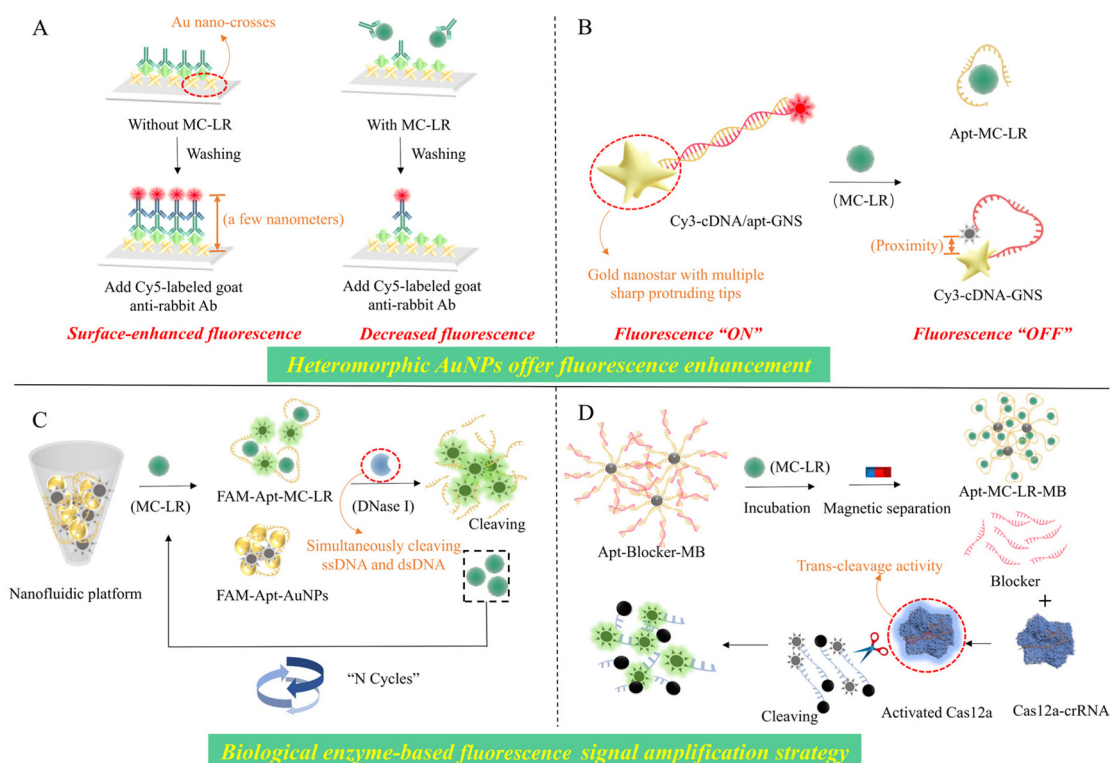 A
Au nano-crosses
Without MC-LR
With MC-LR
Washing
Washing
(a few nanometers)
Add Cy5-labeled goat
anti-rabbit Ab
Add Cy5-labeled goat
anti-rabbit Ab
Surface-enhanced fluorescence
Decreased fluorescence
B
Apt-MC-LR
(MC-LR)
Cy3-cDNA/apt-GNS
(Proximity)
Gold nanostar with multiple
sharp protruding tips
Cy3-cDNA-GNS
Fluorescence “ON”
Fluorescence “OFF”
Heteromorphic AuNPs offer fluorescence enhancement
C
(MC-LR)
FAM-Apt-MC-LR
(DNase I)
Cleaving
Simultaneously cleaving
ssDNA and dsDNA
Nanofluidic platform
FAM-Apt-AuNPs
“N Cycles”
D
(MC-LR)
Incubation
Magnetic separation
Apt-MC-LR-MB
Apt-Blocker-MB
Blocker
+
Trans-cleavage activity
Cleaving
Activated Cas12a
Cas12a-crRNA
Biological enzyme-based fluorescence signal amplification strategy